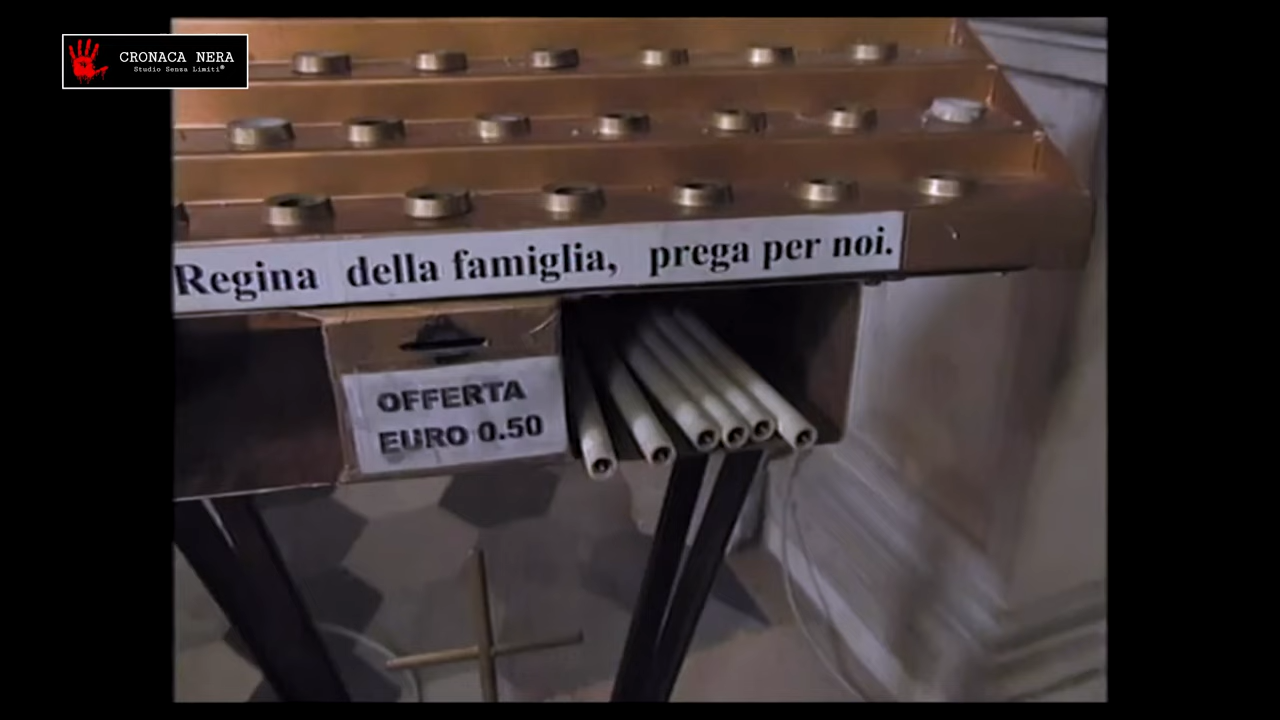 CRONACA NERA
Studio Senza Limiti®
Regina della famiglia, prega per noi.
OFFERTA
EURO 0.50